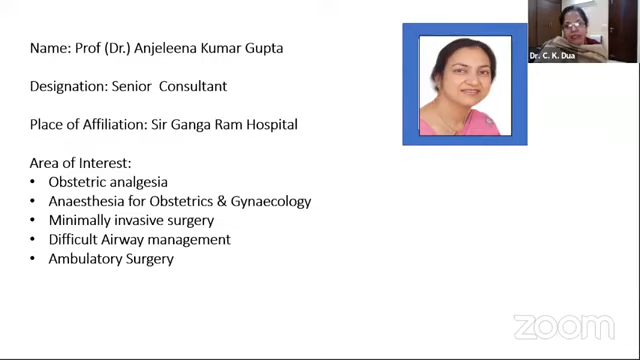 Name: Prof (Dr.) Anjeleena Kumar Gupta
Designation: Senior Consultant
Place of Affiliation: Sir Ganga Ram Hospital
Area of Interest:
• Obstetric analgesia
• Anaesthesia for Obstetrics & Gynaecology
• Minimally invasive surgery
• Difficult Airway management
• Ambulatory Surgery
Dr. C. K. Dua
zoom